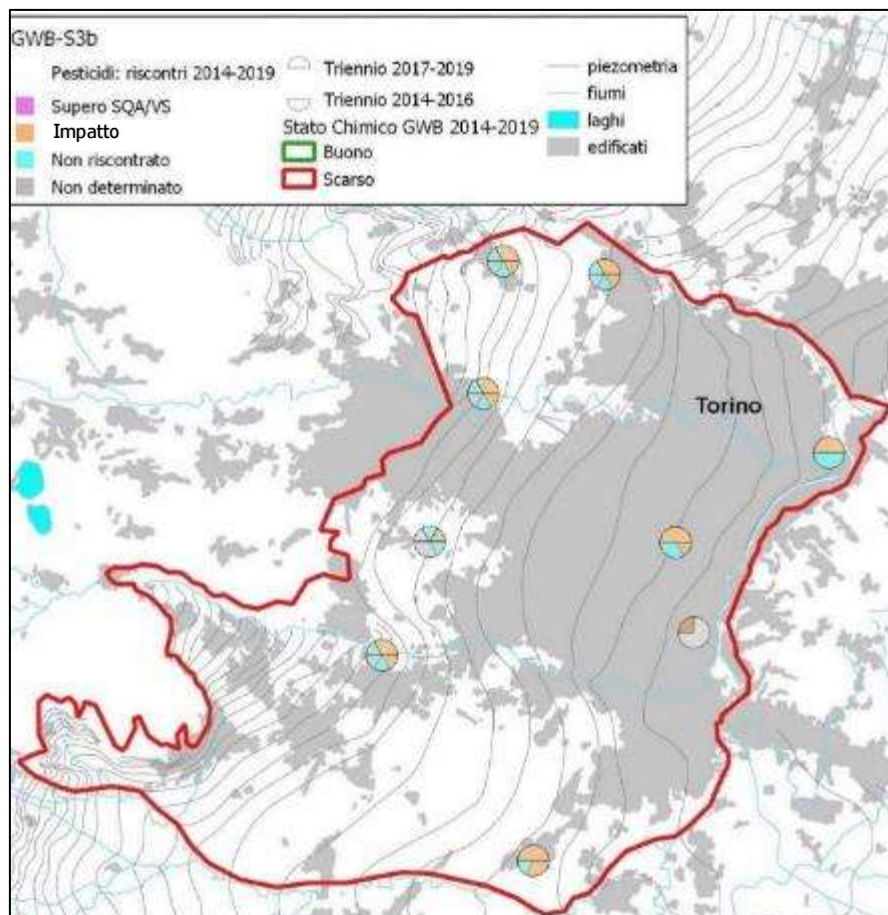 GWB-S3b
Pesticidi: riscontri 2014-2019
Supero SQA/VS
Impatto
Non riscontrato
Non determinato
Triennio 2017-2019
Triennio 2014-2016
Stato Chimico GWB 2014-2019
Buono
Scarso
piezometria
fiumi
laghi
edificati
Torino